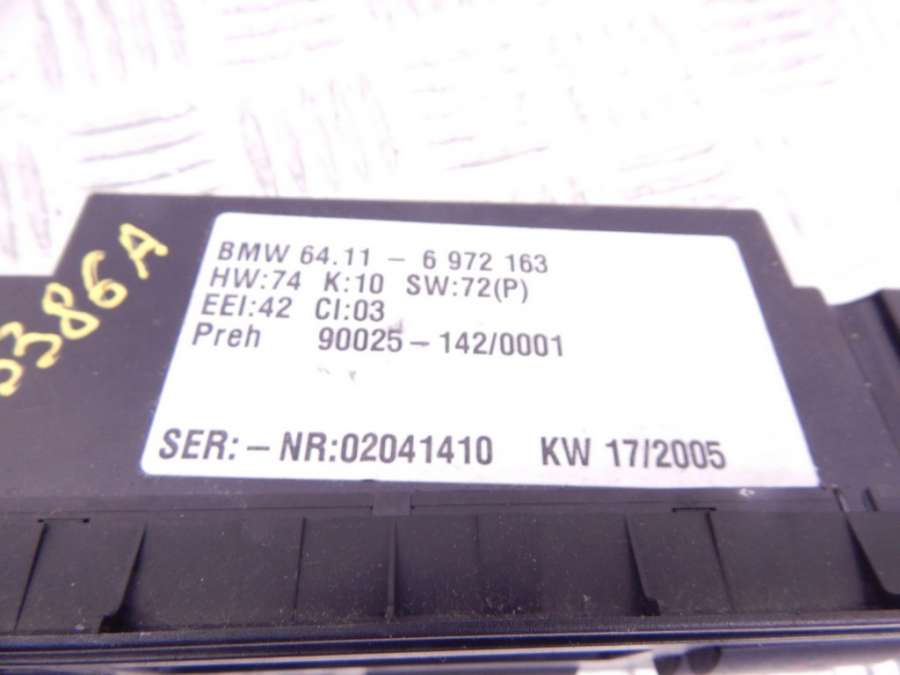 BMW 64.11 - 6 972 163
HW:74 K:10 SW:72(P)
EEI:42 CI:03
Preh 90025-142/0001
SER:-NR:02041410 KW 17/2005